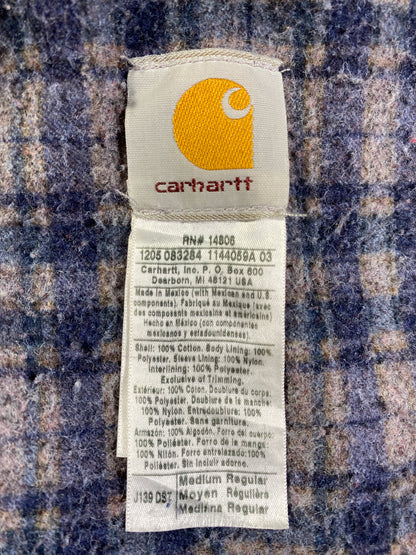 carhartt
RN# 14806
1205 083284 1144059A 03
Carhartt, Inc. P. O. Box 600
Dearborn, MI 48121 USA
Made in Mexico (with Mexican and U.S.
components). Fabriqué au Mexique (avec
des composants mexicains et américains)
Hecho en México (con componentes
mexicanos y estadounidenses).
Shell: 100% Cotton. Body Lining: 100%
Polyester. Sleeve Lining: 100% Nylon.
Interlining: 100% Polyester.
Exclusive of Trimming.
Extérieur: 100% Coton. Doublure du corps:
100% Polyester. Doublure de la manche:
100% Nylon. Entredoublure: 100%
Polyester. Sans garniture.
Armazón: 100% Algodón. Forro del cuerpo:
100% Poliéster. Forro de la manga:
100% Nilón. Forro del entretela: 100%
Poliéster. Sin incluir adorno.
J139 DST
Medium Regular
Moyen Régulière
Mediana Regular